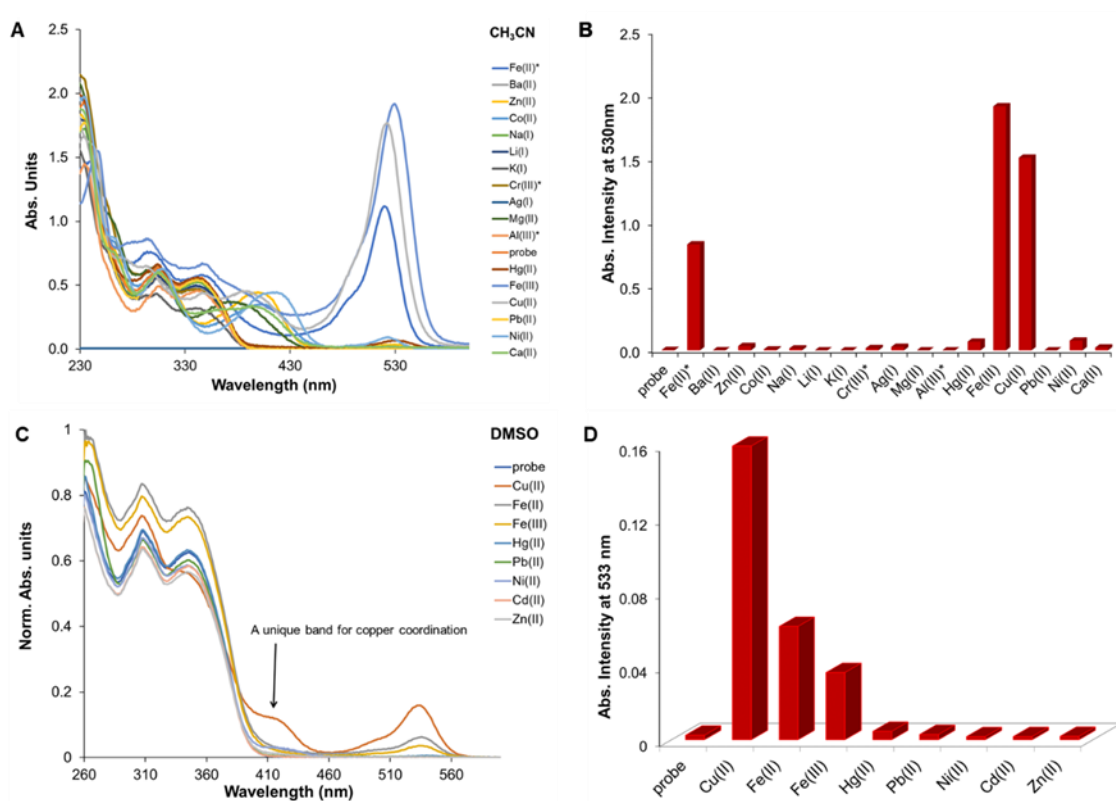 A
CH3CN
2.5
2.0
1.5
1.0
0.5
0.0
Abs. Units
230
330
430
530
Wavelength (nm)
Fe(II)*
Ba(II)
Zn(II)
Co(II)
Na(I)
Li(I)
K(I)
Cr(III)*
Ag(I)
Mg(II)
Al(III)*
probe
Hg(II)
Fe(III)
Cu(II)
Pb(II)
Ni(II)
Ca(II)
B
2.5
2.0
1.5
1.0
0.5
0.0
Abs. Intensity at 530nm
probe
Fe(II)*
Ba(II)
Zn(II)
Co(II)
Na(I)
Li(I)
K(I)
Cr(III)*
Ag(I)
Mg(II)
Al(III)*
Hg(II)
Fe(III)
Cu(II)
Pb(II)
Ni(II)
Ca(II)
C
DMSO
1
0.8
0.6
0.4
0.2
0
Norm. Abs. units
260
310
360
410
460
510
560
Wavelength (nm)
A unique band for copper coordination
probe
Cu(II)
Fe(II)
Fe(III)
Hg(II)
Pb(II)
Ni(II)
Cd(II)
Zn(II)
D
0.16
0.12
0.08
0.04
0
Abs. Intensity at 533 nm
probe
Cu(II)
Fe(II)
Fe(III)
Hg(II)
Pb(II)
Ni(II)
Cd(II)
Zn(II)